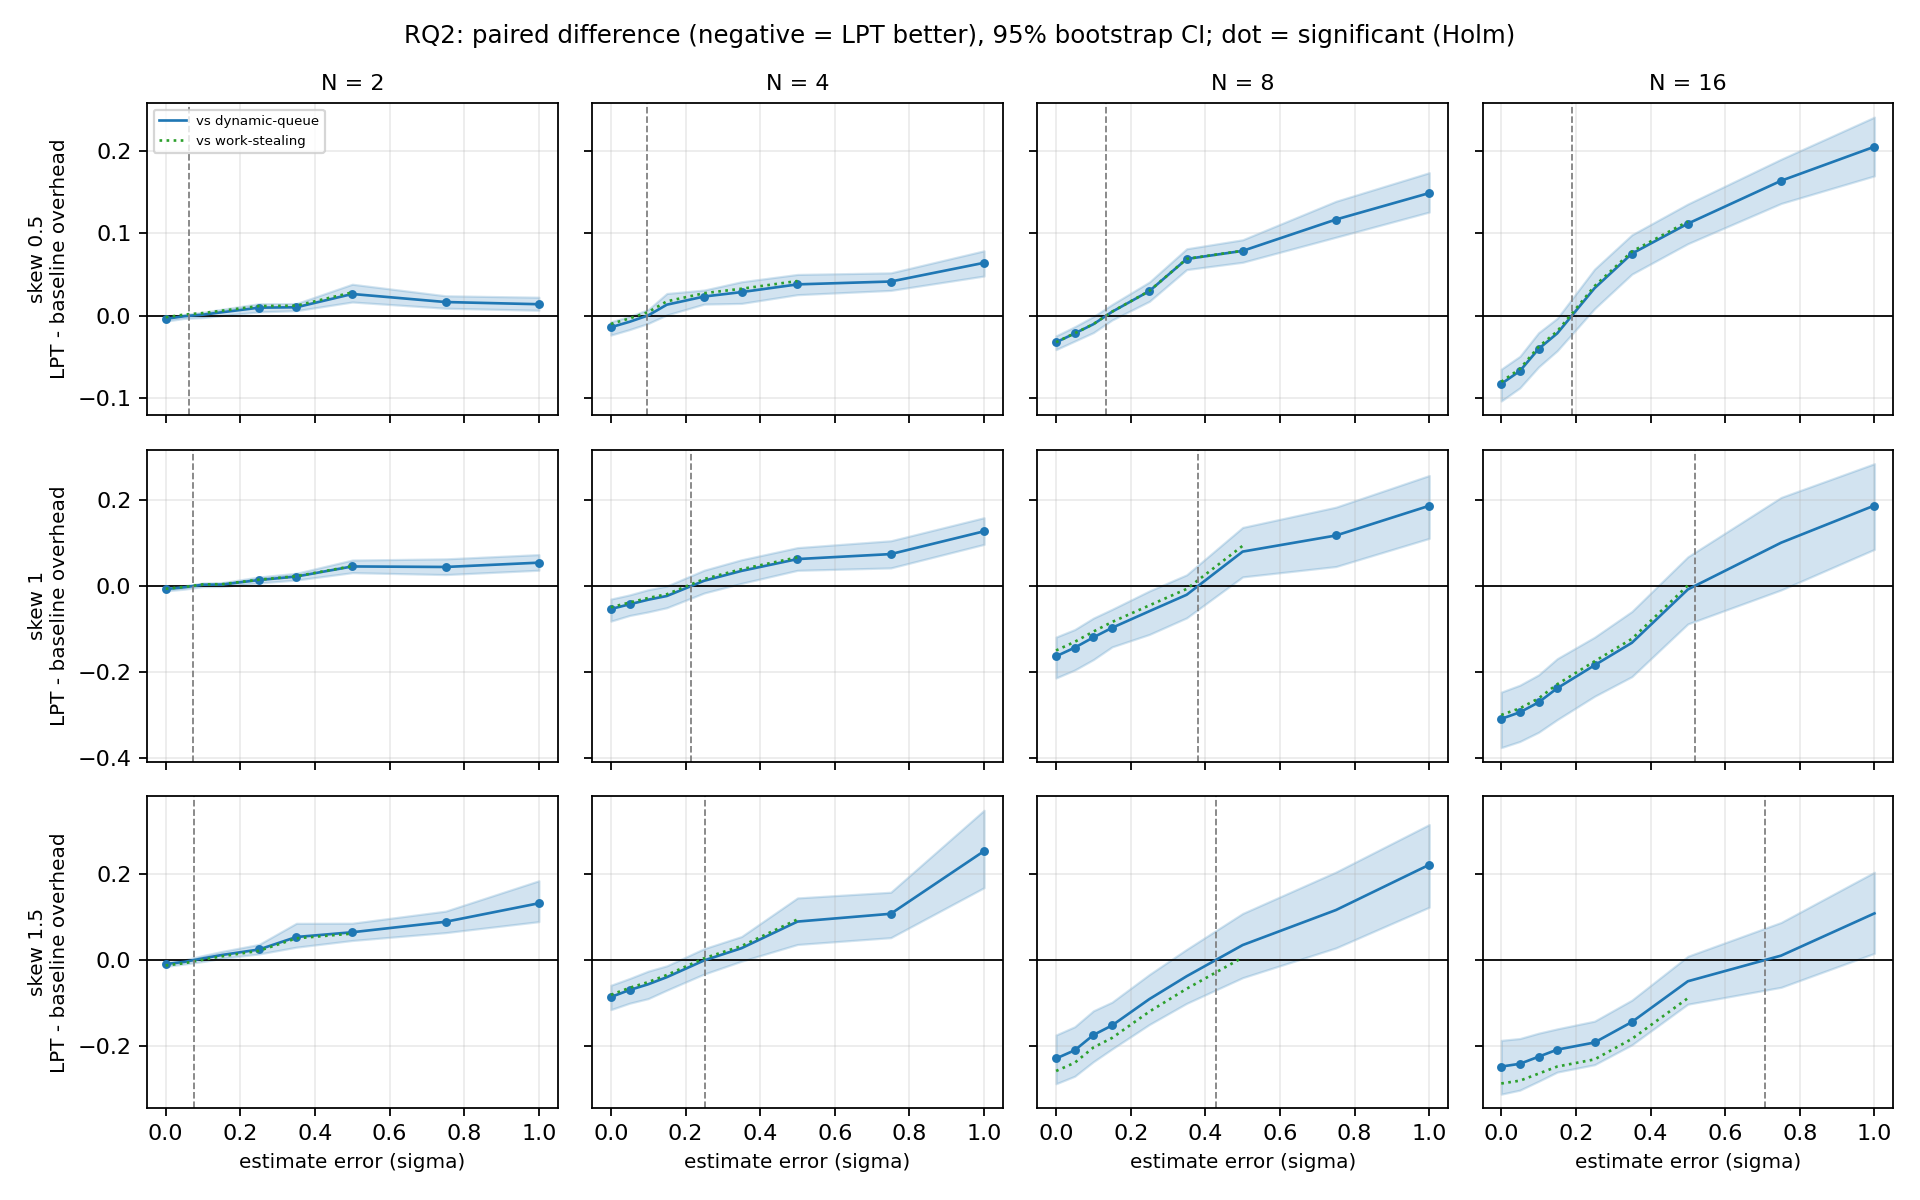 RQ2: paired difference (negative = LPT better), 95% bootstrap CI; dot = significant (Holm)
N = 2
N = 4
N = 8
N = 16
vs dynamic-queue
vs work-stealing
skew 0.5
LPT - baseline overhead
0.2
0.1
0.0
−0.1
skew 1
LPT - baseline overhead
0.2
0.0
−0.2
−0.4
skew 1.5
LPT - baseline overhead
0.2
0.0
−0.2
0.0 0.2 0.4 0.6 0.8 1.0
estimate error (sigma)
0.0 0.2 0.4 0.6 0.8 1.0
estimate error (sigma)
0.0 0.2 0.4 0.6 0.8 1.0
estimate error (sigma)
0.0 0.2 0.4 0.6 0.8 1.0
estimate error (sigma)